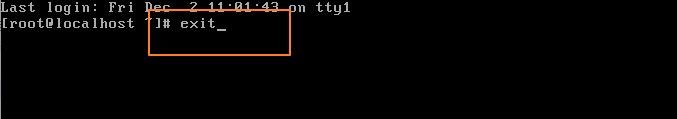 Last login: Fri Dec  2 11:01:43 on tty1
[root@localhost ~]# exit_